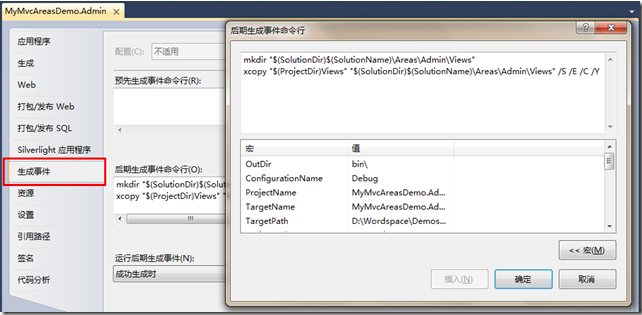 MyMvcAreasDemo.Admin
应用程序
生成
Web
打包/发布 Web
打包/发布 SQL
Silverlight 应用程序
生成事件
资源
设置
引用路径
签名
代码分析
配置(C):
不适用
预先生成事件命令行(R):
后期生成事件命令行(O):
mkdir "$(SolutionDir)$(Solut
xcopy "$(ProjectDir)Views" "
运行后期生成事件(N):
成功生成时
后期生成事件命令行
mkdir "$(SolutionDir)$(SolutionName)\Areas\Admin\Views"
xcopy "$(ProjectDir)Views" "$(SolutionDir)$(SolutionName)\Areas\Admin\Views" /S /E /C /Y
宏 值
OutDir bin\
ConfigurationName Debug
ProjectName MyMvcAreasDemo.Ad...
TargetName MyMvcAreasDemo.Ad...
TargetPath D:\Wordspace\Demos...
<< 宏(M)
插入(N) 确定 取消